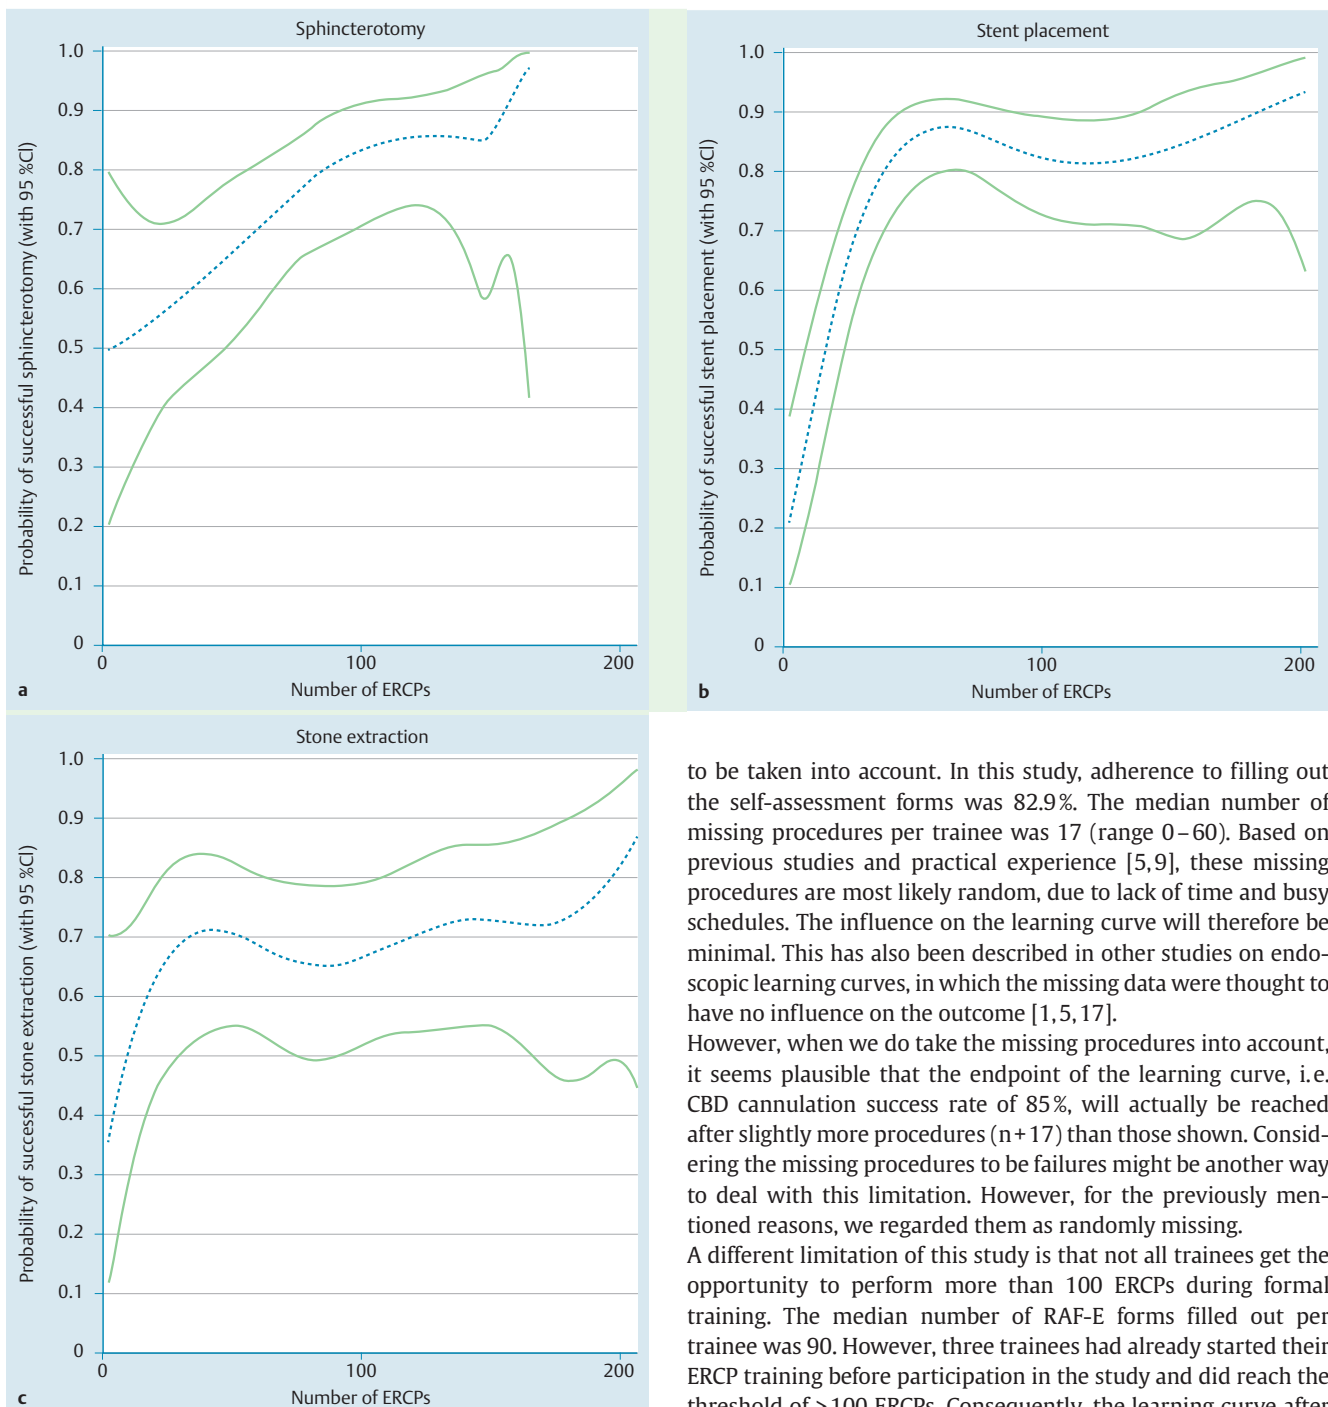 Sphincterotomy
Probability of successful sphincterotomy (with 95 %CI)
1.0
0.9
0.8
0.7
0.6
0.5
0.4
0.3
0.2
0.1
0
0 100 200
Number of ERCPs
a
Stent placement
Probability of successful stent placement (with 95 %CI)
1.0
0.9
0.8
0.7
0.6
0.5
0.4
0.3
0.2
0.1
0
0 100 200
Number of ERCPs
b
Stone extraction
Probability of successful stone extraction (with 95 %CI)
1.0
0.9
0.8
0.7
0.6
0.5
0.4
0.3
0.2
0.1
0
0 100 200
Number of ERCPs
c
to be taken into account. In this study, adherence to filling out
the self-assessment forms was 82.9%. The median number of
missing procedures per trainee was 17 (range 0–60). Based on
previous studies and practical experience [5,9], these missing
procedures are most likely random, due to lack of time and busy
schedules. The influence on the learning curve will therefore be
minimal. This has also been described in other studies on endo-
scopic learning curves, in which the missing data were thought to
have no influence on the outcome [1,5,17].
However, when we do take the missing procedures into account,
it seems plausible that the endpoint of the learning curve, i.e.
CBD cannulation success rate of 85%, will actually be reached
after slightly more procedures (n+17) than those shown. Consid-
ering the missing procedures to be failures might be another way
to deal with this limitation. However, for the previously men-
tioned reasons, we regarded them as randomly missing.
A different limitation of this study is that not all trainees get the
opportunity to perform more than 100 ERCPs during formal
training. The median number of RAF-E forms filled out per
trainee was 90. However, three trainees had already started their
ERCP training before participation in the study and did reach the
threshold of >100 ERCPs. Consequently, the learning curve after